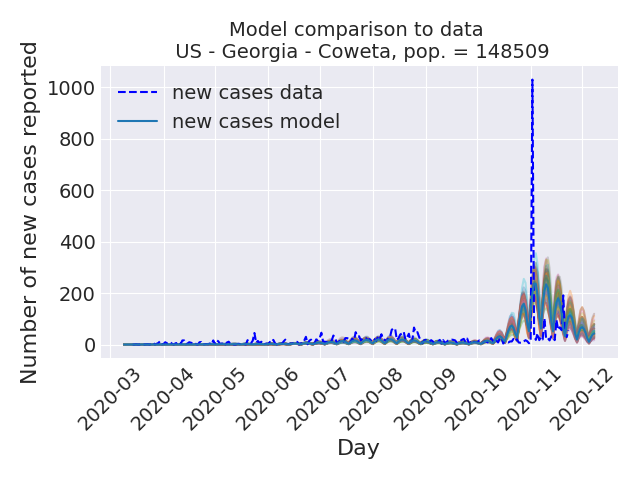 Model comparison to data
US - Georgia - Coweta, pop. = 148509
new cases data
new cases model
Number of new cases reported
1000
800
600
400
200
0
2020-03
2020-04
2020-05
2020-06
2020-07
2020-08
2020-09
2020-10
2020-11
2020-12
Day